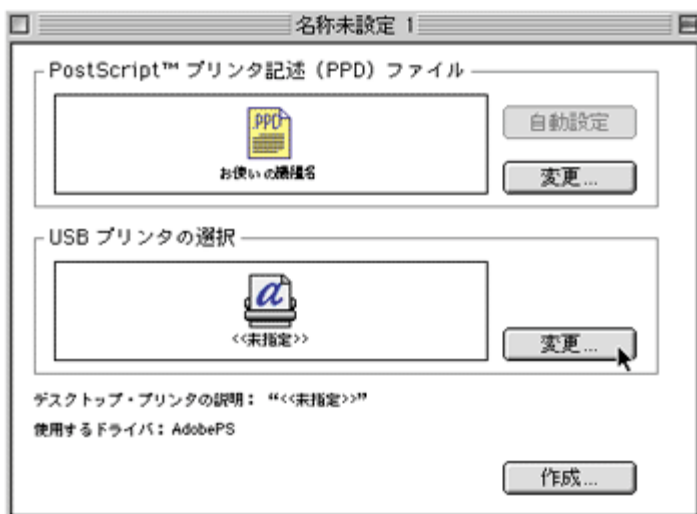 名称未設定 1
PostScript™ プリンタ記述（PPD）ファイル
.PPD
お使いの機種名
自動設定
変更...
USB プリンタの選択
a
<<未指定>>
変更...
デスクトップ・プリンタの説明： “<<未指定>>”
使用するドライバ：AdobePS
作成...